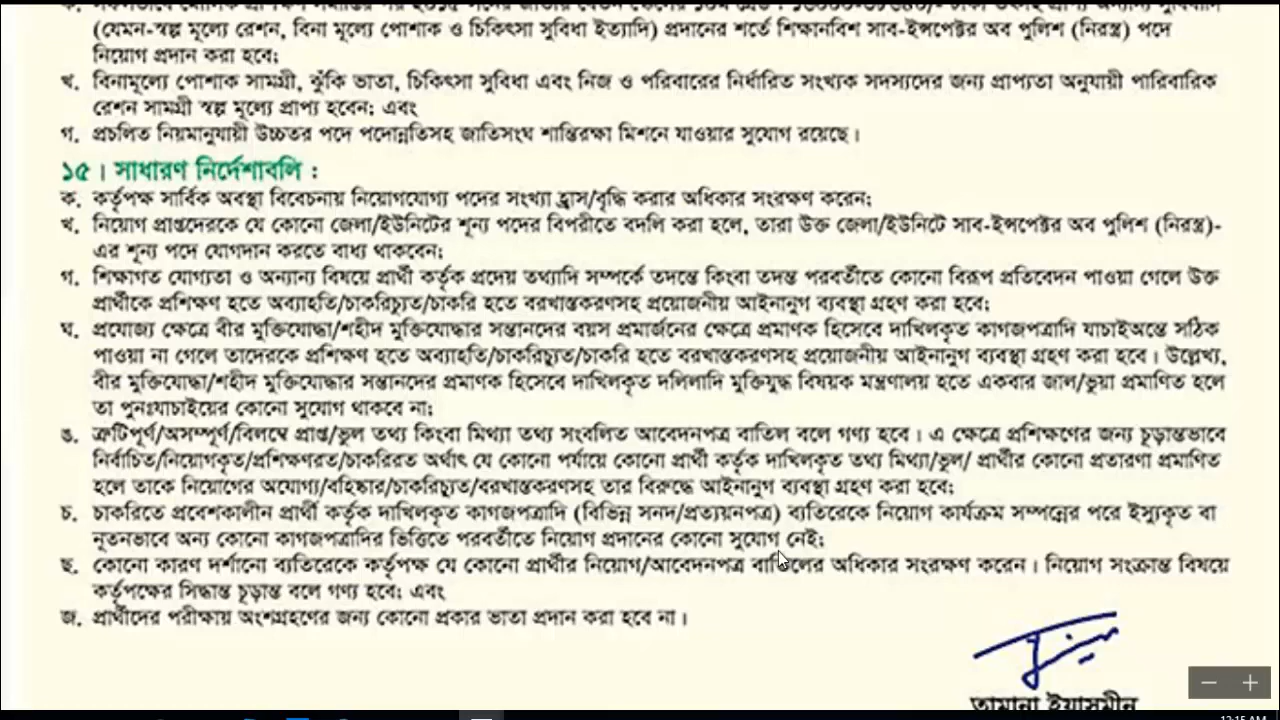 (যেমন-স্বল্প মূল্যে রেশন, বিনা মূল্যে পোশাক ও চিকিৎসা সুবিধা ইত্যাদি) প্রদানের শর্তে শিক্ষানবিশ সাব-ইন্সপেক্টর অব পুলিশ (নিরস্ত্র) পদে
নিয়োগ প্রদান করা হবে;
খ. বিনামূল্যে পোশাক সামগ্রী, ঝুঁকি ভাতা, চিকিৎসা সুবিধা এবং নিজ ও পরিবারের নির্ধারিত সংখ্যক সদস্যদের জন্য প্রাপ্যতা অনুযায়ী পারিবারিক
রেশন সামগ্রী স্বল্প মূল্যে প্রাপ্য হবেন; এবং
গ. প্রচলিত নিয়মানুযায়ী উচ্চতর পদে পদোন্নতিসহ জাতিসংঘ শান্তিরক্ষা মিশনে যাওয়ার সুযোগ রয়েছে।
১৫। সাধারণ নির্দেশাবলি :
ক. কর্তৃপক্ষ সার্বিক অবস্থা বিবেচনায় নিয়োগযোগ্য পদের সংখ্যা হ্রাস/বৃদ্ধি করার অধিকার সংরক্ষণ করেন;
খ. নিয়োগ প্রাপ্তদেরকে যে কোনো জেলা/ইউনিটের শূন্য পদের বিপরীতে বদলি করা হলে, তারা উক্ত জেলা/ইউনিটে সাব-ইন্সপেক্টর অব পুলিশ (নিরস্ত্র)-
এর শূন্য পদে যোগদান করতে বাধ্য থাকবেন;
গ. শিক্ষাগত যোগ্যতা ও অন্যান্য বিষয়ে প্রার্থী কর্তৃক প্রদেয় তথ্যাদি সম্পর্কে তদন্তে কিংবা তদন্ত পরবর্তীতে কোনো বিরূপ প্রতিবেদন পাওয়া গেলে উক্ত
প্রার্থীকে প্রশিক্ষণ হতে অব্যাহতি/চাকরিচ্যুত/চাকরি হতে বরখাস্তকরণসহ প্রয়োজনীয় আইনানুগ ব্যবস্থা গ্রহণ করা হবে;
ঘ. প্রযোজ্য ক্ষেত্রে বীর মুক্তিযোদ্ধা/শহীদ মুক্তিযোদ্ধার সন্তানদের বয়স প্রমার্জনের ক্ষেত্রে প্রমাণক হিসেবে দাখিলকৃত কাগজপত্রাদি যাচাইঅন্তে সঠিক
পাওয়া না গেলে তাদেরকে প্রশিক্ষণ হতে অব্যাহতি/চাকরিচ্যুত/চাকরি হতে বরখাস্তকরণসহ প্রয়োজনীয় আইনানুগ ব্যবস্থা গ্রহণ করা হবে। উল্লেখ্য,
বীর মুক্তিযোদ্ধা/শহীদ মুক্তিযোদ্ধার সন্তানদের প্রমাণক হিসেবে দাখিলকৃত দলিলাদি মুক্তিযুদ্ধ বিষয়ক মন্ত্রণালয় হতে একবার জাল/ভুয়া প্রমাণিত হলে
তা পুনঃযাচাইয়ের কোনো সুযোগ থাকবে না;
ঙ. ত্রুটিপূর্ণ/অসম্পূর্ণ/বিলম্বে প্রাপ্ত/ভুল তথ্য কিংবা মিথ্যা তথ্য সংবলিত আবেদনপত্র বাতিল বলে গণ্য হবে। এ ক্ষেত্রে প্রশিক্ষণের জন্য চূড়ান্তভাবে
নির্বাচিত/নিয়োগকৃত/প্রশিক্ষণরত/চাকরিরত অর্থাৎ যে কোনো পর্যায়ে কোনো প্রার্থী কর্তৃক দাখিলকৃত তথ্য মিথ্যা/ভুল/ প্রার্থীর কোনো প্রতারণা প্রমাণিত
হলে তাকে নিয়োগের অযোগ্য/বহিষ্কার/চাকরিচ্যুত/বরখাস্তকরণসহ তার বিরুদ্ধে আইনানুগ ব্যবস্থা গ্রহণ করা হবে;
চ. চাকরিতে প্রবেশকালীন প্রার্থী কর্তৃক দাখিলকৃত কাগজপত্রাদি (বিভিন্ন সনদ/প্রত্যয়নপত্র) ব্যতিরেকে নিয়োগ কার্যক্রম সম্পন্নের পরে ইস্যুকৃত বা
নূতনভাবে অন্য কোনো কাগজপত্রাদির ভিত্তিতে পরবর্তীতে নিয়োগ প্রদানের কোনো সুযোগ নেই;
ছ. কোনো কারণ দর্শানো ব্যতিরেকে কর্তৃপক্ষ যে কোনো প্রার্থীর নিয়োগ/আবেদনপত্র বাতিলের অধিকার সংরক্ষণ করেন। নিয়োগ সংক্রান্ত বিষয়ে
কর্তৃপক্ষের সিদ্ধান্ত চূড়ান্ত বলে গণ্য হবে; এবং
জ. প্রার্থীদের পরীক্ষায় অংশগ্রহণের জন্য কোনো প্রকার ভাতা প্রদান করা হবে না।
তামান্না ইয়াসমীন